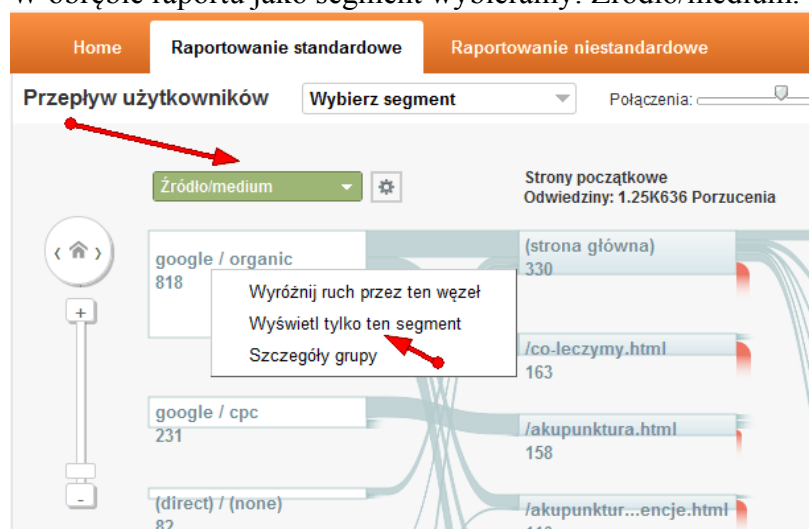 W obrębie raportu jako segment wybieramy: Źródło/medium.
Home Raportowanie standardowe Raportowanie niestandardowe
Przepływ użytkowników Wybierz segment Połączenia:
Źródło/medium
Strony początkowe
Odwiedziny: 1.25K636 Porzucenia
google / organic
818
(strona główna)
330
Wyróżnij ruch przez ten węzeł
Wyświetl tylko ten segment
Szczegóły grupy
/co-leczymy.html
163
google / cpc
231
/akupunktura.html
158
(direct) / (none)
82
/akupunktur...encje.html